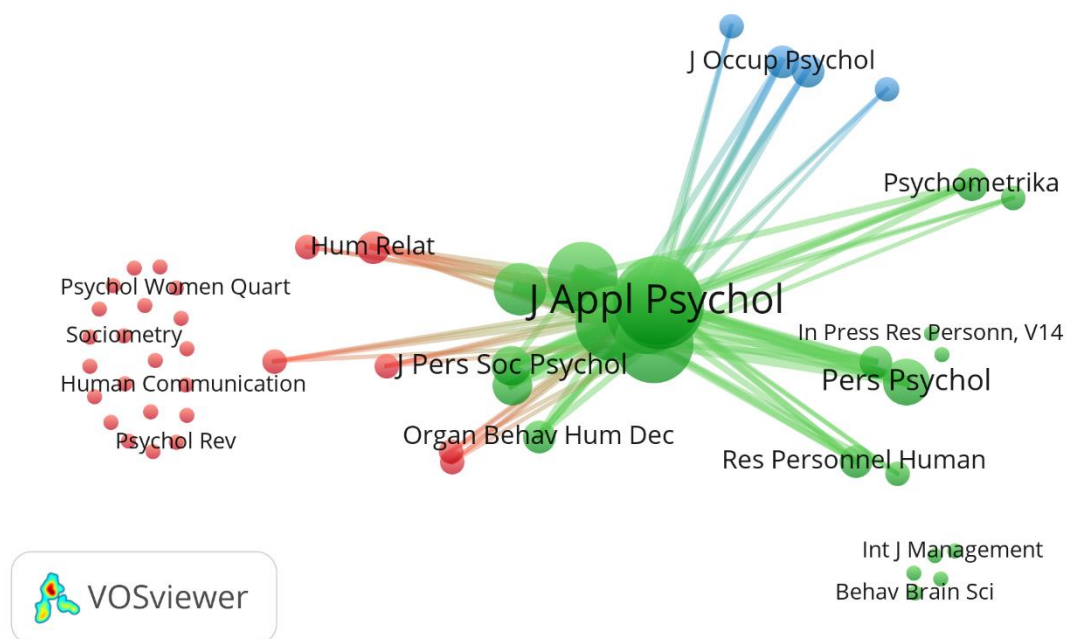 J Occup Psychol
Psychometrika
Hum Relat
Psychol Women Quart
J Appl Psychol
Sociometry
In Press Res Personn, V14
J Pers Soc Psychol
Human Communication
Pers Psychol
Organ Behav Hum Dec
Psychol Rev
Res Personnel Human
Int J Management
Behav Brain Sci
VOSviewer